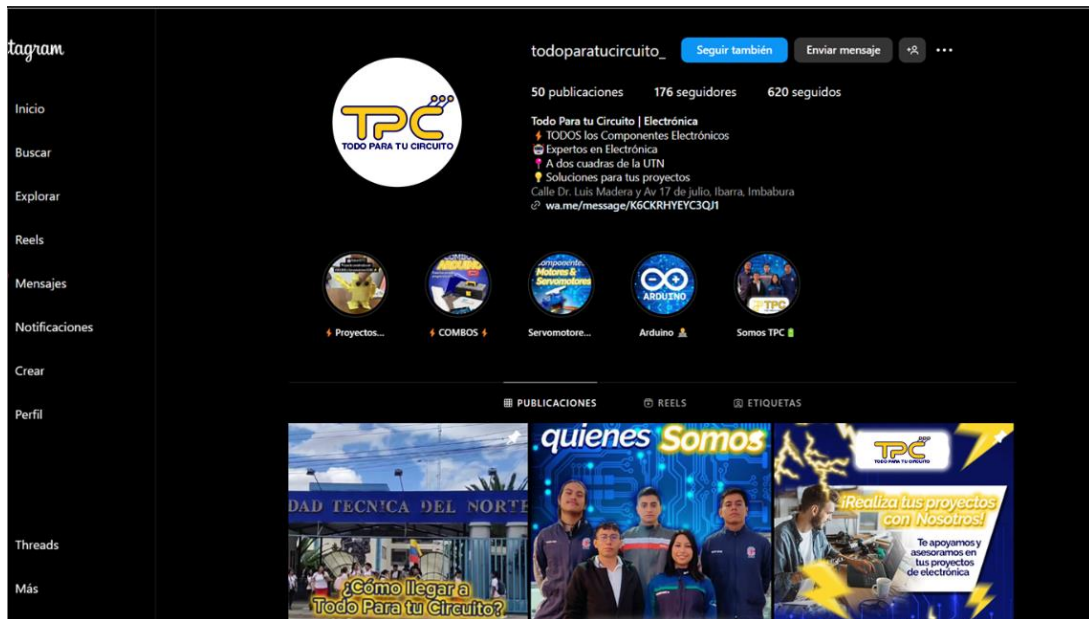 tagram
Inicio
Buscar
Explorar
Reels
Mensajes
Notificaciones
Crear
Perfil
Threads
Más
todoparatucircuito_ Seguir también Enviar mensaje
50 publicaciones 176 seguidores 620 seguidos
Todo Para tu Circuito | Electrónica
TODOS los Componentes Electrónicos
Expertos en Electrónica
A dos cuadras de la UTN
Soluciones para tus proyectos
Calle Dr. Luis Madera y Av 17 de julio, Ibarra, Imbabura
wa.me/message/K6CKRHYEYC3QJ1
TPC
TODO PARA TU CIRCUITO
ARDUINO
Componente
Motores &
Servomotores
ARDUINO
TPC
Proyectos...
COMBOS
Servomotore...
Arduino
Somos TPC
PUBLICACIONES REELS ETIQUETAS
DAD TECNICA DEL NORTE
¿Cómo llegar a
Todo Para tu Circuito?
quienes Somos
TPC
TODO PARA TU CIRCUITO
¡Realiza tus proyectos
con Nosotros!
Te apoyamos y
asesoramos en
tus proyectos
de electrónica